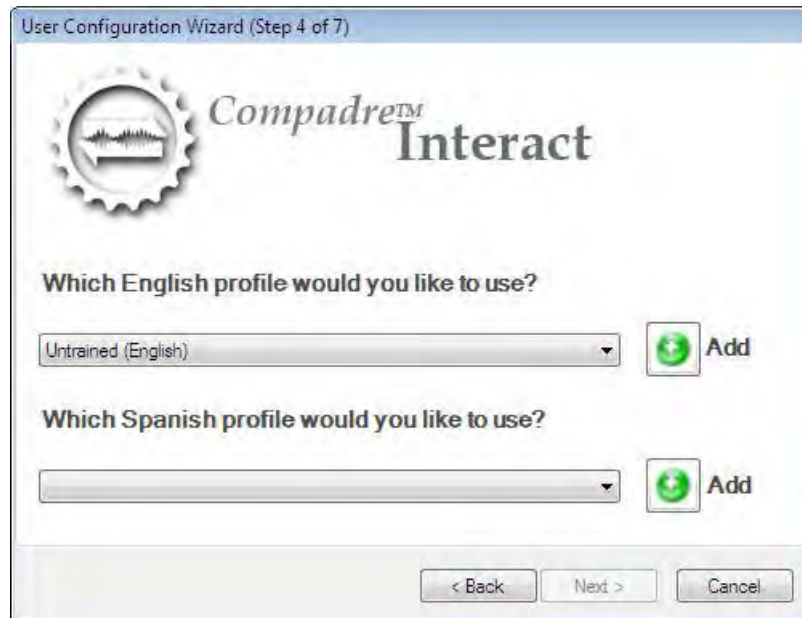 User Configuration Wizard (Step 4 of 7)
Compadre™
Interact
Which English profile would you like to use?
Untrained (English)
Add
Which Spanish profile would you like to use?
Add
< Back
Next >
Cancel